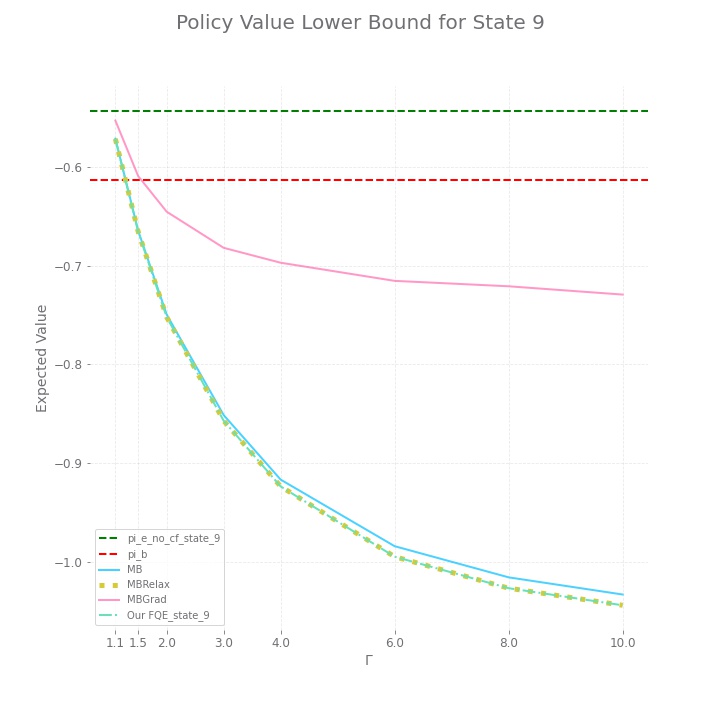 Policy Value Lower Bound for State 9
Expected Value
−0.6
−0.7
−0.8
−0.9
−1.0
pi_e_no_cf_state_9
pi_b
MB
MBRelax
MBGrad
Our FQE_state_9
1.1 1.5 2.0 3.0 4.0 6.0 8.0 10.0
Γ